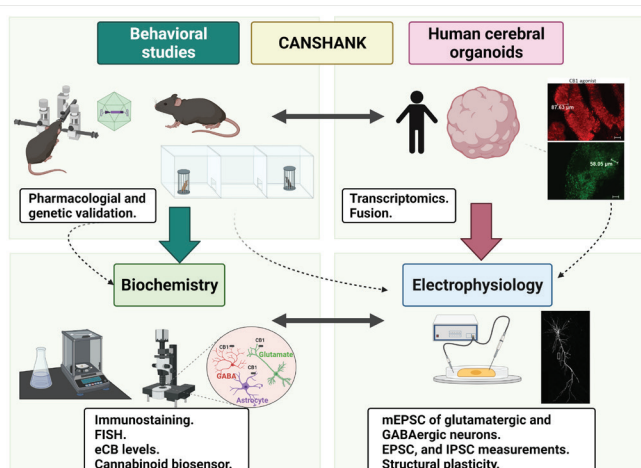 Behavioral
studies
CANSHANK
Human cerebral
organoids
CB1 agonist
87.63 µm
58.05 µm
Pharmacologial and
genetic validation.
Transcriptomics.
Fusion.
Biochemistry
Electrophysiology
CB1
CB1
Glutamate
GABA
CB1
Astrocyte
Immunostaining.
FISH.
eCB levels.
Cannabinoid biosensor.
mEPSC of glutamatergic and
GABAergic neurons.
EPSC, and IPSC measurements.
Structural plasticity.